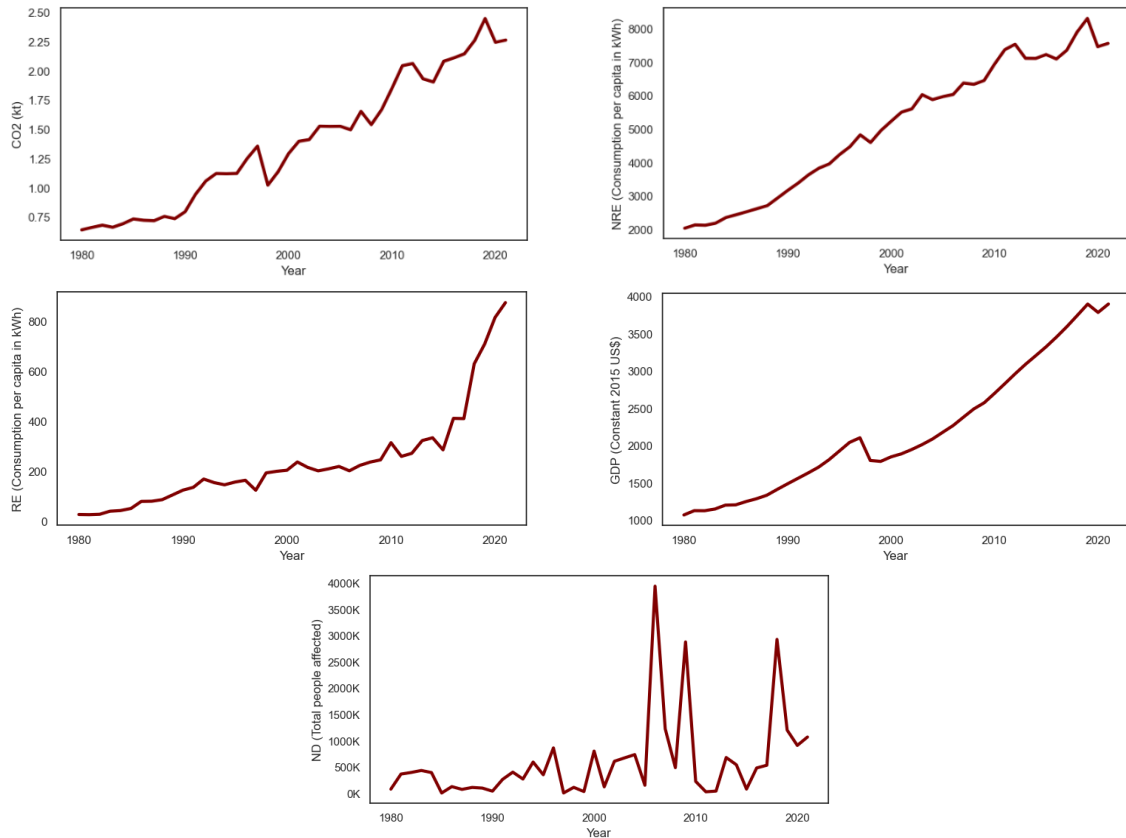 2.50
2.25
2.00
1.75
1.50
1.25
1.00
0.75
CO2 (kt)
1980 1990 2000 2010 2020
Year
8000
7000
6000
5000
4000
3000
2000
NRE (Consumption per capita in kWh)
1980 1990 2000 2010 2020
Year
800
600
400
200
0
RE (Consumption per capita in kWh)
1980 1990 2000 2010 2020
Year
4000
3500
3000
2500
2000
1500
1000
GDP (Constant 2015 US$)
1980 1990 2000 2010 2020
Year
4000K
3500K
3000K
2500K
2000K
1500K
1000K
500K
0K
ND (Total people affected)
1980 1990 2000 2010 2020
Year